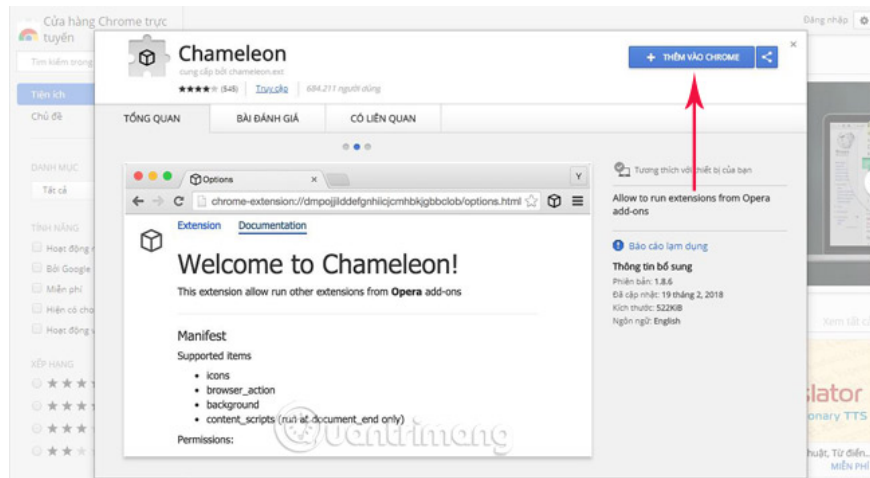 Cửa hàng Chrome trực
tuyến
Đăng nhập
Tìm kiếm trong
Tiện ích
Chủ đề
DANH MỤC
Tất cả
TÍNH NĂNG
Hoạt động
Bởi Google
Miễn phí
Hiện có cho
Hoạt động
XẾP HẠNG
Chameleon
cung cấp bởi chameleon.ext
(548) Truy cập 684.211 người dùng
+ THÊM VÀO CHROME
TỔNG QUAN BÀI ĐÁNH GIÁ CÓ LIÊN QUAN
Options
chrome-extension://dmpojjilddefgnhiicjcmhbkjgbbclob/options.html
Extension Documentation
Welcome to Chameleon!
This extension allow run other extensions from Opera add-ons
Manifest
Supported items
• icons
• browser_action
• background
• content_scripts (run at document_end only)
Permissions:
Quantrimang
Tương thích với thiết bị của bạn
Allow to run extensions from Opera
add-ons
Báo cáo lạm dụng
Thông tin bổ sung
Phiên bản: 1.8.6
Đã cập nhật: 19 tháng 2, 2018
Kích thước: 522KiB
Ngôn ngữ: English
Xem tất cả
slator
onary TTS
thuật, Từ điển..
MIỄN PHÍ